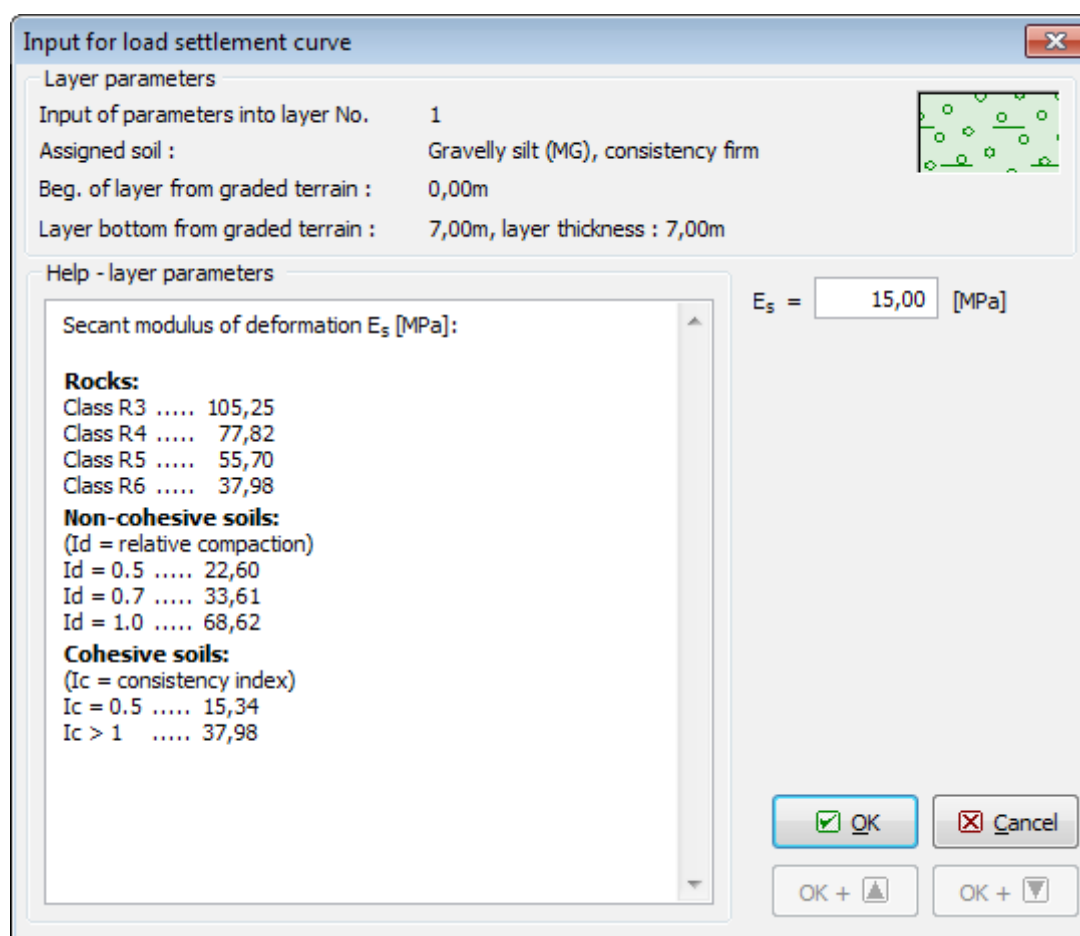 Input for load settlement curve
Layer parameters
Input of parameters into layer No. 1
Assigned soil : Gravelly silt (MG), consistency firm
Beg. of layer from graded terrain : 0,00m
Layer bottom from graded terrain : 7,00m, layer thickness : 7,00m
Help - layer parameters
Secant modulus of deformation Es [MPa]:
Rocks:
Class R3 ..... 105,25
Class R4 ..... 77,82
Class R5 ..... 55,70
Class R6 ..... 37,98
Non-cohesive soils:
(Id = relative compaction)
Id = 0.5 ..... 22,60
Id = 0.7 ..... 33,61
Id = 1.0 ..... 68,62
Cohesive soils:
(Ic = consistency index)
Ic = 0.5 ..... 15,34
Ic > 1 ..... 37,98
Es = 15,00 [MPa]
OK Cancel
OK + OK +